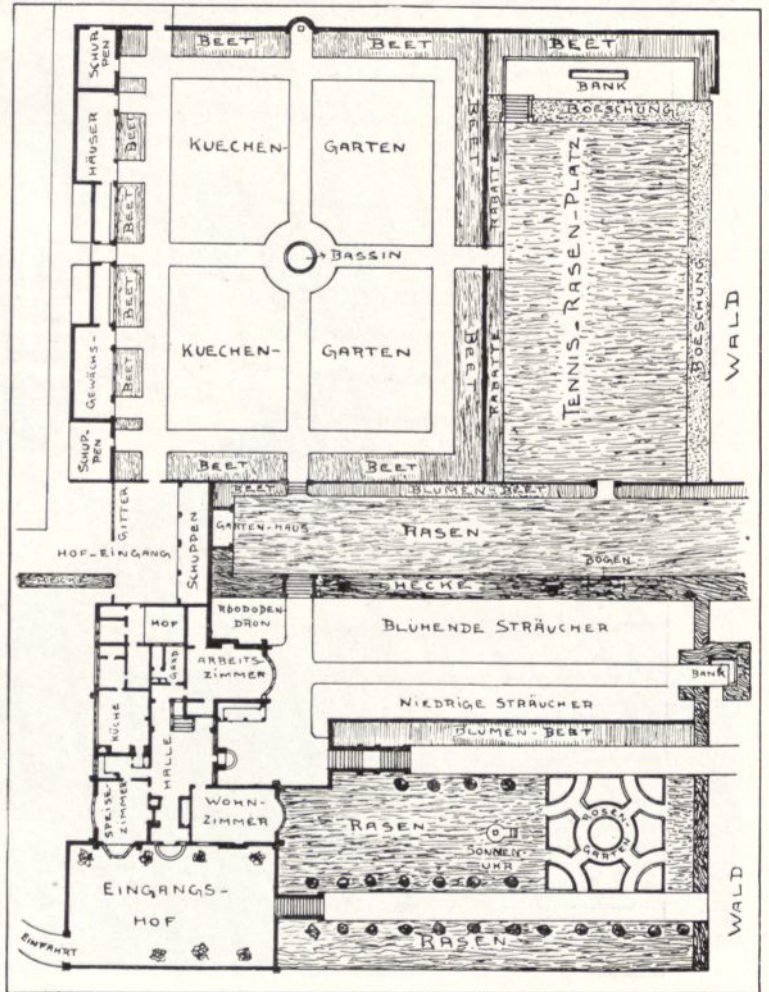 SCHUP-
PEN
BEET
BEET
BEET
BANK
BOESCHUNG
HÄUSER
BEET
KUECHEN-
GARTEN
BEET
RABATTE
TENNIS-RASEN-PLATZ
BEET
BASSIN
BOESCHUNG
WALD
BEET
GEWÄCHS-
BEET
KUECHEN-
GARTEN
BEET
RABATTE
SCHUP-
PEN
BEET
BEET
BEET
BLUMEN-BEET
GITTER
SCHUPPEN
GARTEN-HAUS
RASEN
HOF-EINGANG
BOGEN
HECKE
HECKE
HOF
RHODODEN-
DRON
BLÜHENDE STRÄUCHER
GARD
ARBEITS-
ZIMMER
BANK
KÜCHE
NIEDRIGE STRÄUCHER
HALLE
BLUMEN-BEET
SPEISE-
ZIMMER
WOHN-
ZIMMER
RASEN
SONNEN-
UHR
ROSEN-
GARTEN
EINGANGS-
HOF
WALD
EINFAHRT
RASEN